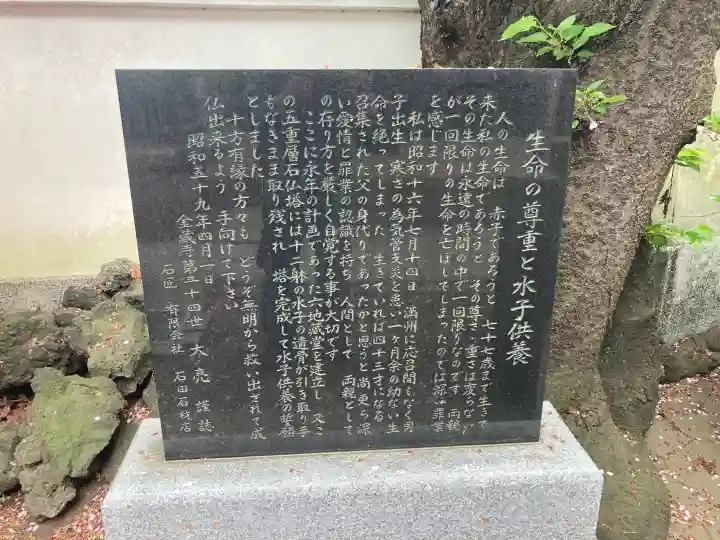 生命の尊重と水子供養
人の生命は 赤子であろうと 七十七歳まで生きて
来た私の生命であろうと その尊さ・重さは変らない
その生命は永遠の時間の中で一回限りなのです 両親
が一回限りの生命を亡ぼしてしまったのでは深い罪業
を感じます
私は昭和十六年七月十四日 満州に応召間もなく男
子出生 寒さの為気管支炎を患い一ヶ月余の幼ない生
命を絶ってしまった 生きていれば四十三才になる
召集された父の身代りであったかと思うと尚更ら深
い愛情と罪業の認識を持ち 人間として 両親として
の存り方を厳しく自覚する事が大切です
ここに永年の計画であった六地蔵堂を建立し 又こ
の五重層石仏塔には十二躰の水子の遺骨が引き取り手
もなきまま取り残され 塔を完成して水子供養の誓願
としました
十方有縁の方々も どうぞ無明から救い出されて成
仏出来るよう 手向けて下さい
昭和五十九年四月一日
金蔵寺第三十四世 太亮 謹誌
石匠 有限会社 石田石材店